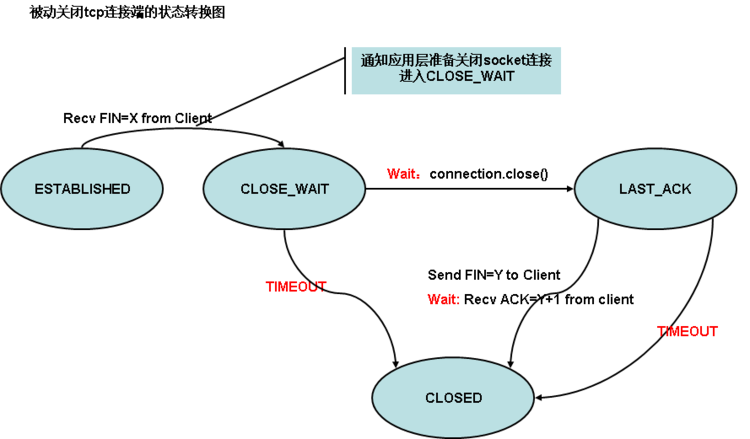 被动关闭tcp连接端的状态转换图
通知应用层准备关闭socket连接
进入CLOSE_WAIT
Recv FIN=X from Client
ESTABLISHED
CLOSE_WAIT
Wait：connection.close()
LAST_ACK
TIMEOUT
Send FIN=Y to Client
Wait: Recv ACK=Y+1 from client
TIMEOUT
CLOSED